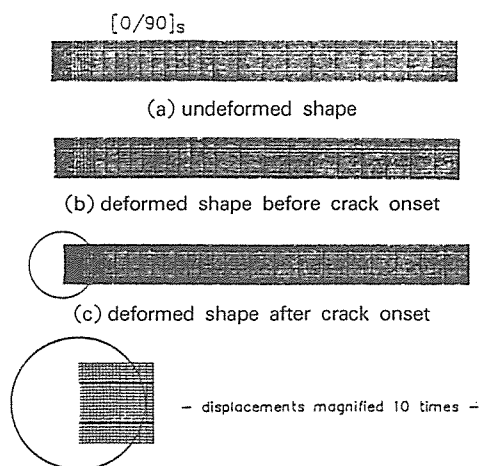 [0/90]s
(a) undeformed shape
(b) deformed shape before crack onset
(c) deformed shape after crack onset
— displacements magnified 10 times —